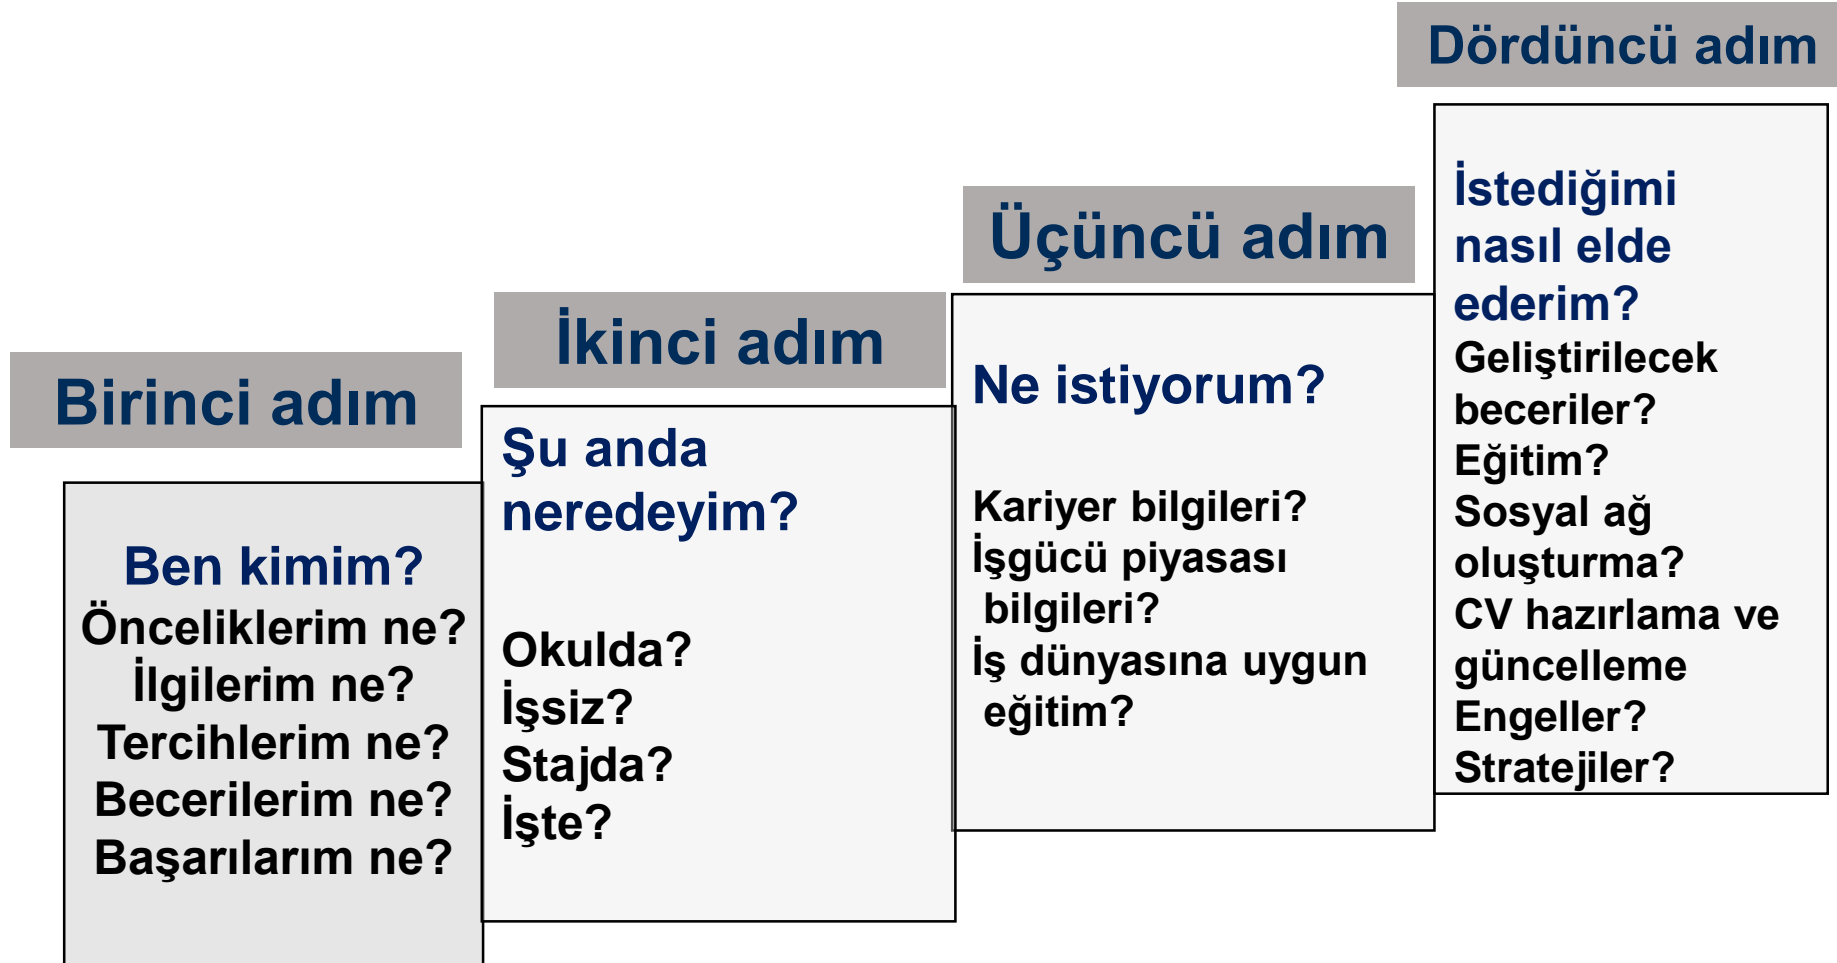 Birinci adım
Ben kimim?
Önceliklerim ne?
İlgilerim ne?
Tercihlerim ne?
Becerilerim ne?
Başarılarım ne?
İkinci adım
Şu anda
neredeyim?
Okulda?
İşsiz?
Stajda?
İşte?
Üçüncü adım
Ne istiyorum?
Kariyer bilgileri?
İşgücü piyasası
bilgileri?
İş dünyasına uygun
eğitim?
Dördüncü adım
İstediğimi
nasıl elde
ederim?
Geliştirilecek
beceriler?
Eğitim?
Sosyal ağ
oluşturma?
CV hazırlama ve
güncelleme
Engeller?
Stratejiler?